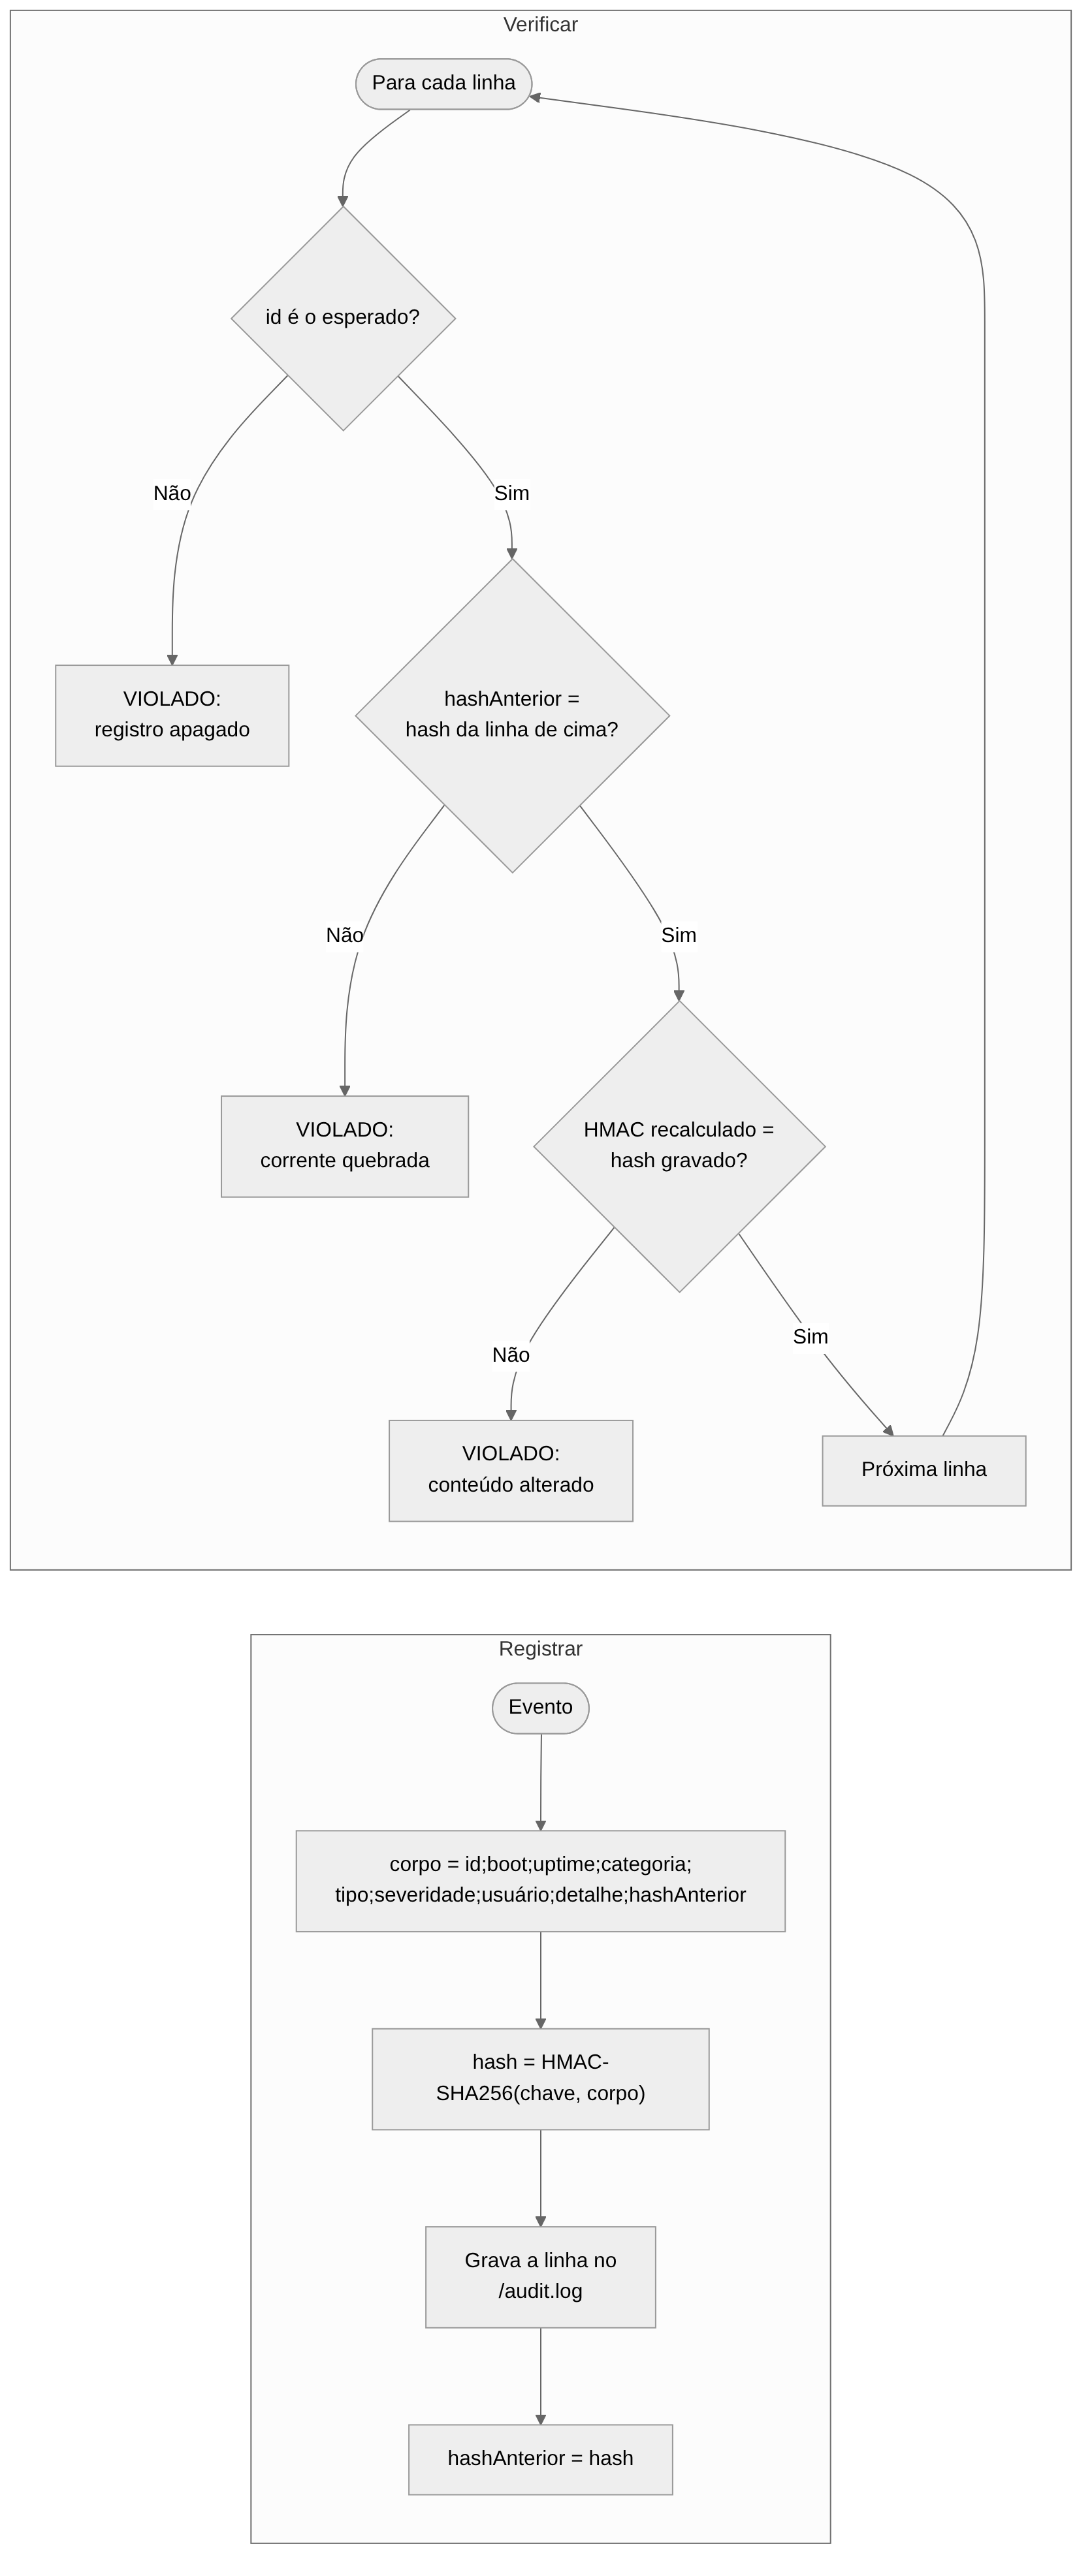 Verificar
Para cada linha
id é o esperado?
Não
Sim
VIOLADO:
registro apagado
hashAnterior =
hash da linha de cima?
Não
Sim
VIOLADO:
corrente quebrada
HMAC recalculado =
hash gravado?
Não
Sim
VIOLADO:
conteúdo alterado
Próxima linha
Registrar
Evento
corpo = id;boot;uptime;categoria;
tipo;severidade;usuário;detalhe;hashAnterior
hash = HMAC-
SHA256(chave, corpo)
Grava a linha no
/audit.log
hashAnterior = hash